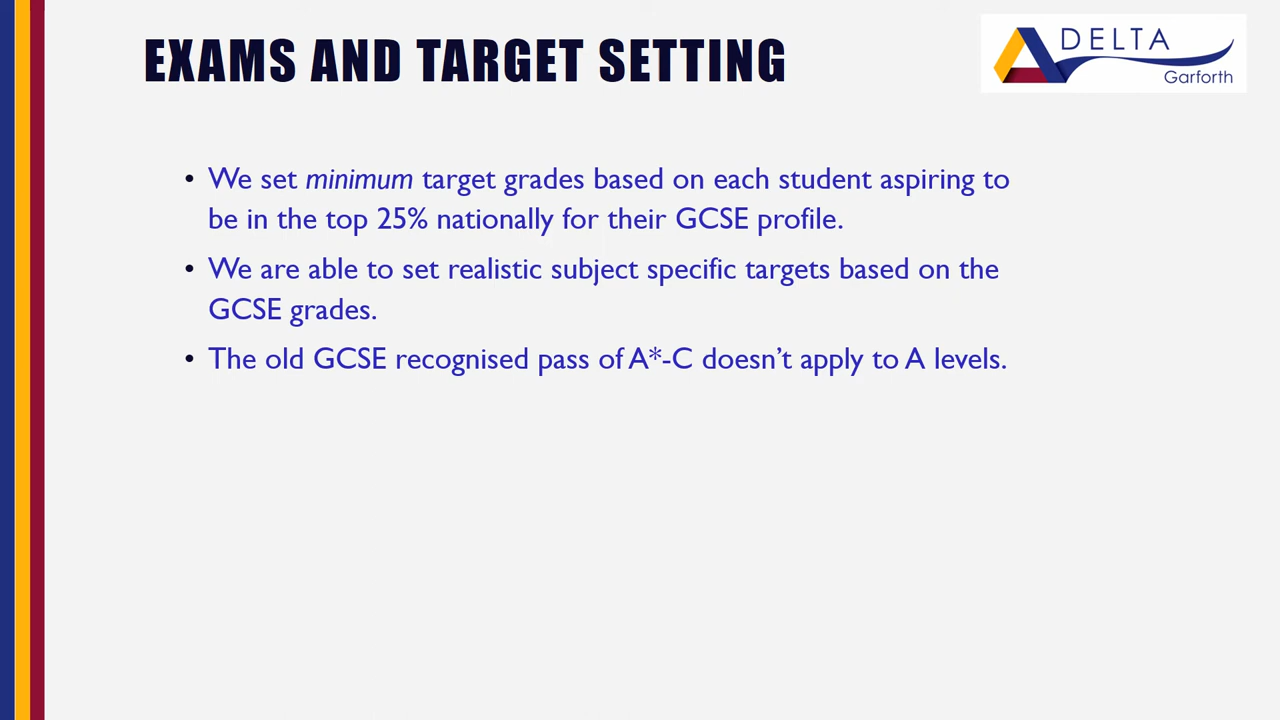 EXAMS AND TARGET SETTING
DELTA
Garforth
• We set minimum target grades based on each student aspiring to
be in the top 25% nationally for their GCSE profile.
• We are able to set realistic subject specific targets based on the
GCSE grades.
• The old GCSE recognised pass of A*-C doesn’t apply to A levels.